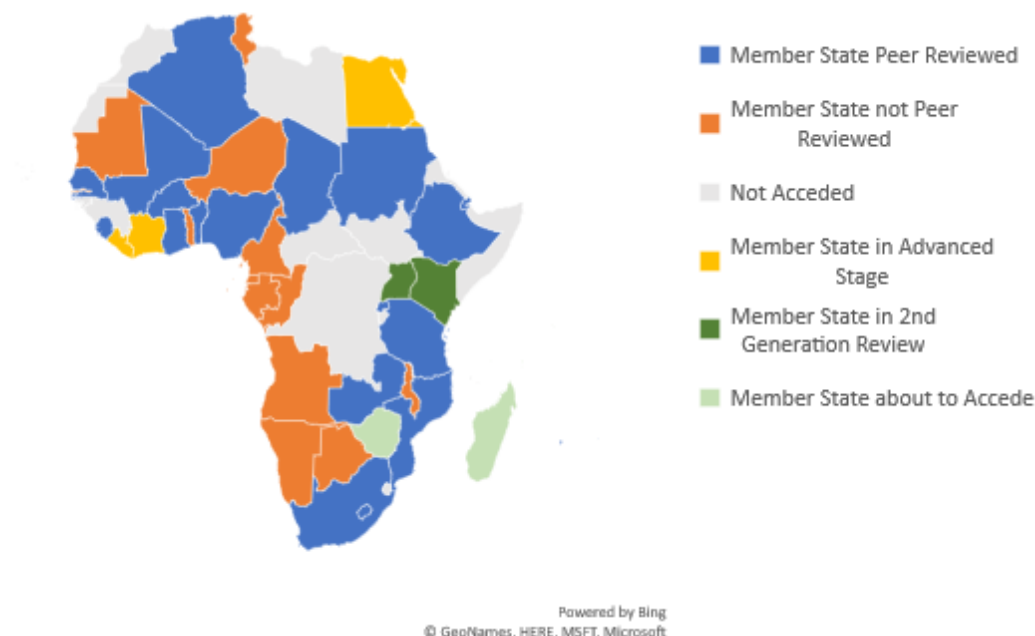 Member State Peer Reviewed
Member State not Peer
Reviewed
Not Acceded
Member State in Advanced
Stage
Member State in 2nd
Generation Review
Member State about to Accede
Powered by Bing
© GeoNames, HERE, MSFT, Microsoft